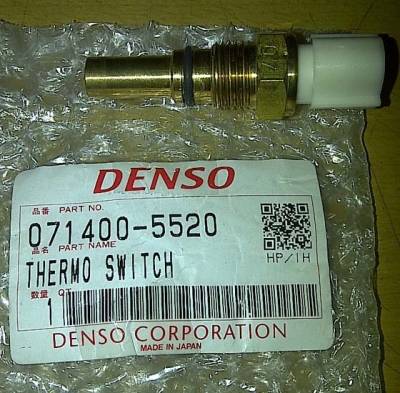 DENSO
品番 PART NO.
071400-5520
品名 PART NAME
THERMO SWITCH
HP/1H
数量 QT
1
DENSO CORPORATION
MADE IN JAPAN